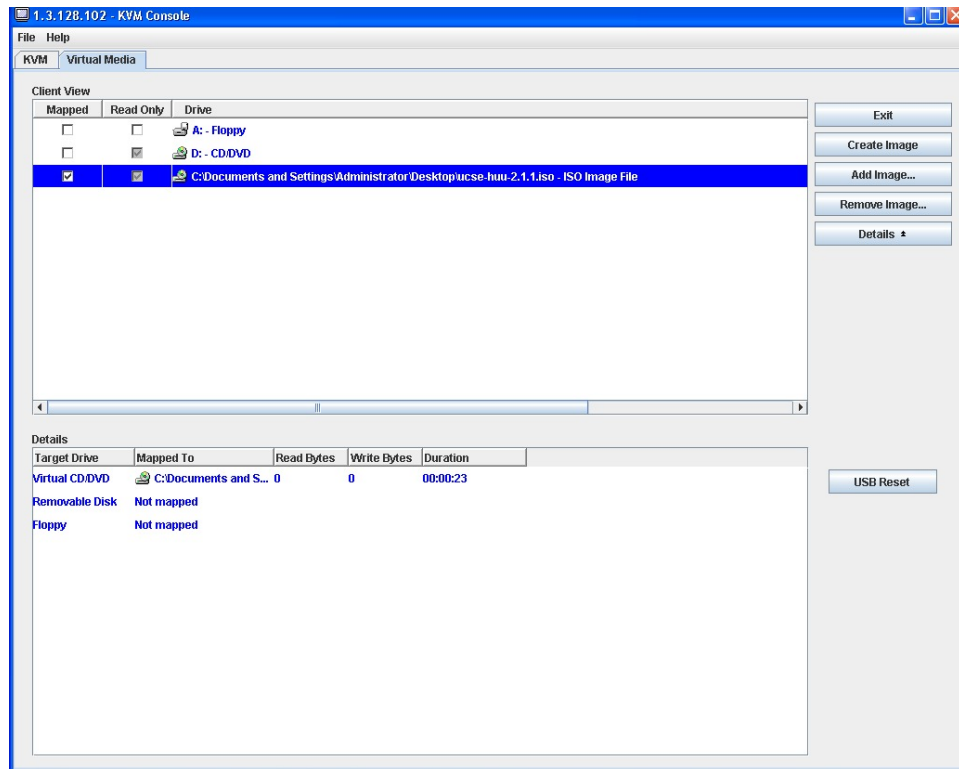 1.3.128.102 - KVM Console
File Help
KVM Virtual Media
Client View
Mapped Read Only Drive
A: - Floppy
D: - CD/DVD
C:\Documents and Settings\Administrator\Desktop\ucse-huu-2.1.1.iso - ISO Image File
Exit
Create Image
Add Image...
Remove Image...
Details
Details
Target Drive Mapped To Read Bytes Write Bytes Duration
Virtual CD/DVD C:\Documents and S... 0 0 00:00:23
Removable Disk Not mapped
Floppy Not mapped
USB Reset